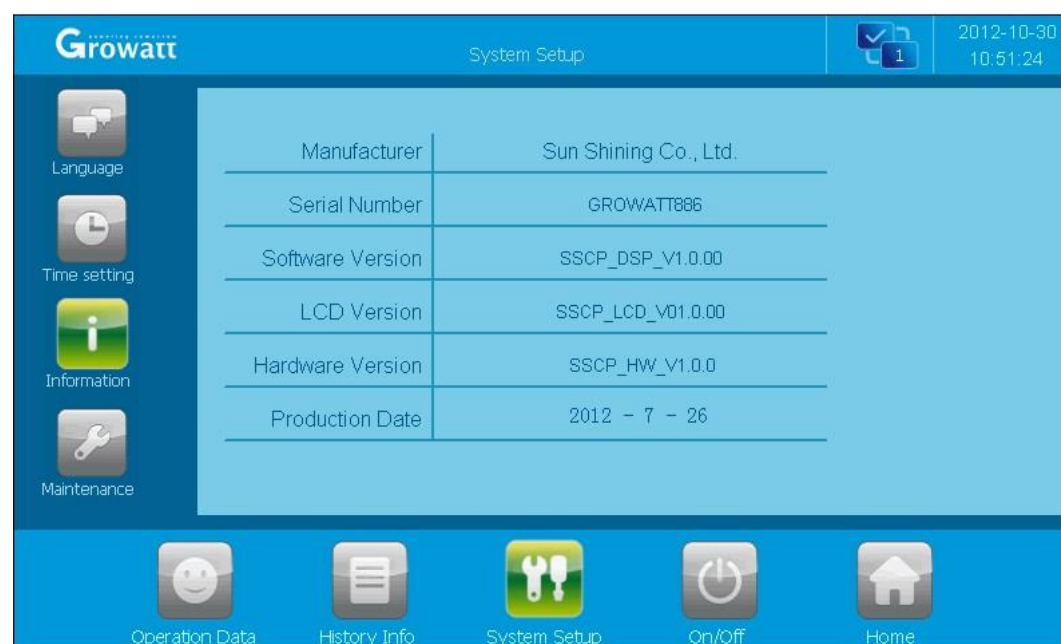 Growatt
System Setup
1
2012-10-30
10:51:24
Language
Time setting
Information
Maintenance
Manufacturer Sun Shining Co., Ltd.
Serial Number GROWATT886
Software Version SSCP_DSP_V1.0.00
LCD Version SSCP_LCD_V01.0.00
Hardware Version SSCP_HW_V1.0.0
Production Date 2012 - 7 - 26
Operation Data
History Info
System Setup
On/Off
Home